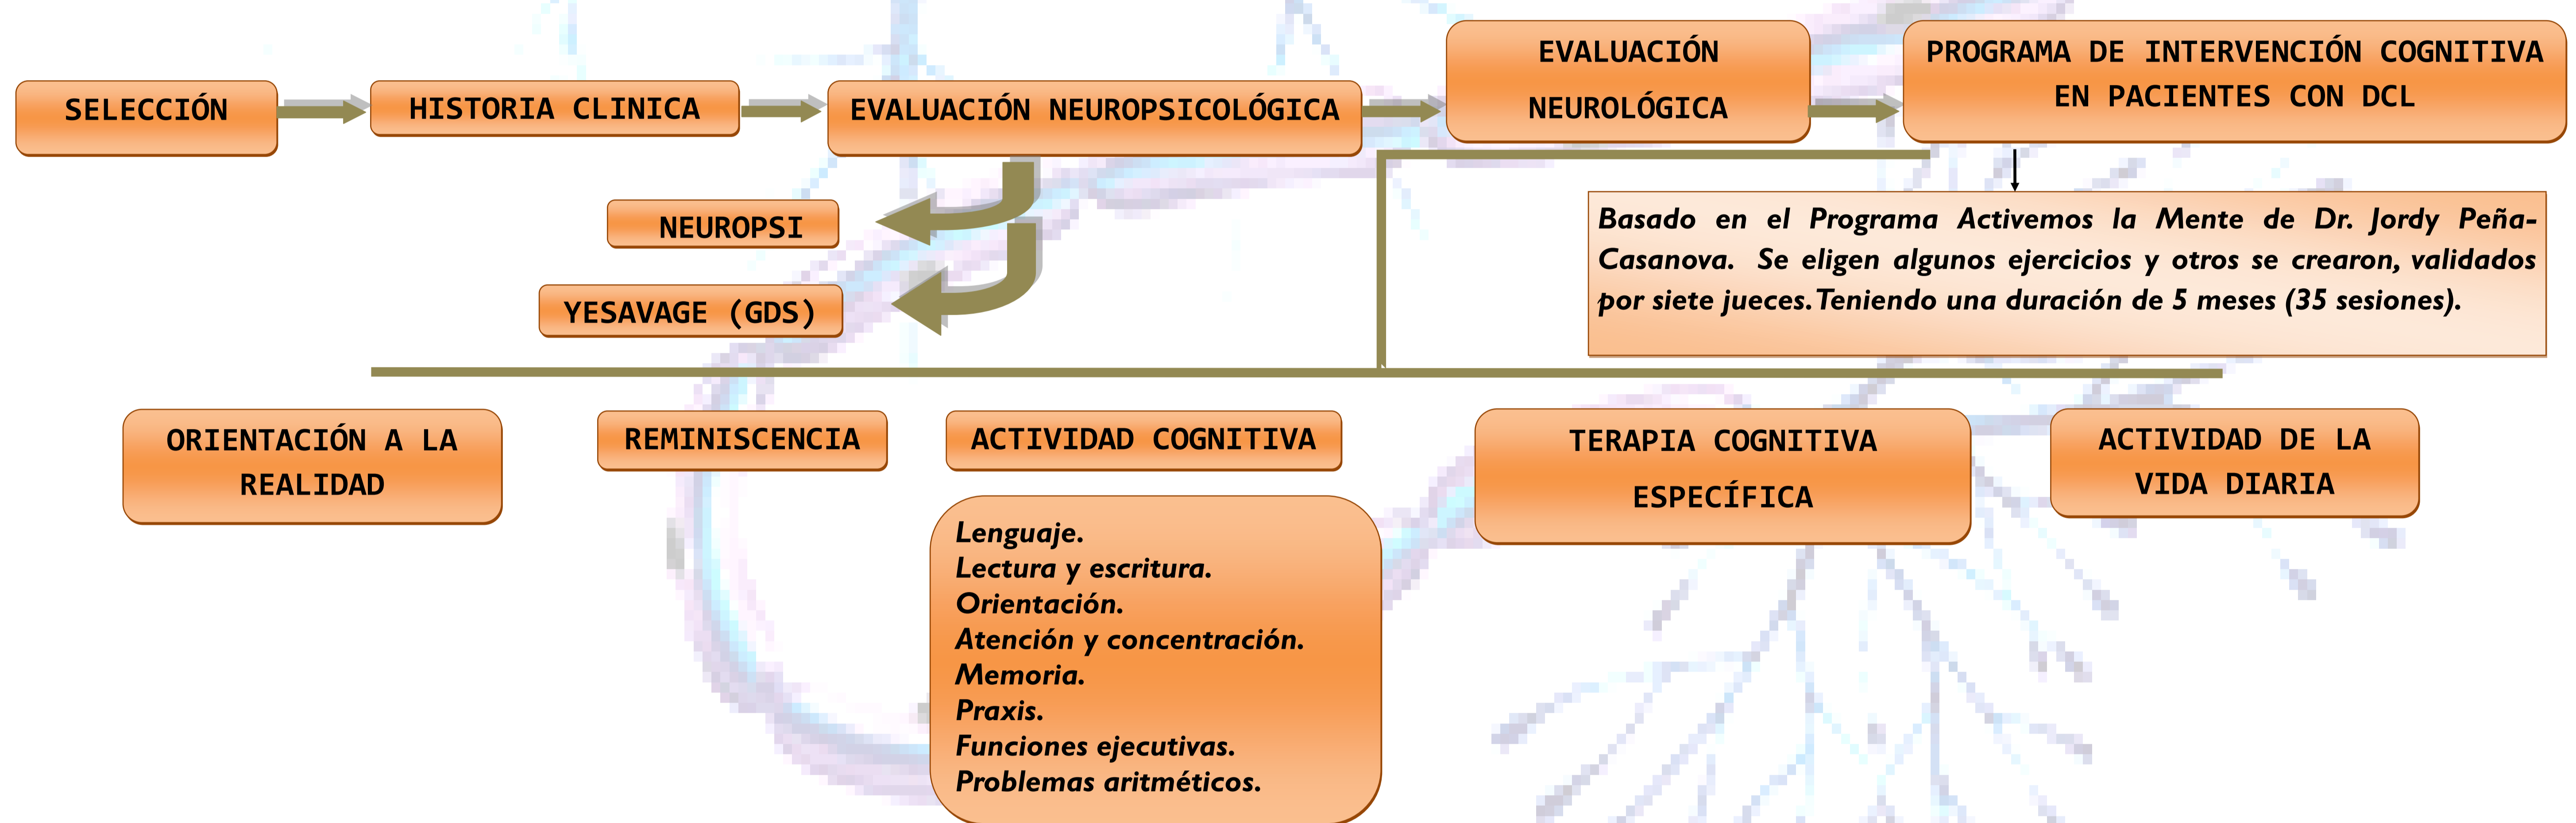 SELECCIÓN
HISTORIA CLINICA
EVALUACIÓN NEUROPSICOLÓGICA
EVALUACIÓN
NEUROLÓGICA
PROGRAMA DE INTERVENCIÓN COGNITIVA
EN PACIENTES CON DCL
NEUROPSI
YESAVAGE (GDS)
Basado en el Programa Activemos la Mente de Dr. Jordy Peña-
Casanova. Se eligen algunos ejercicios y otros se crearon, validados
por siete jueces. Teniendo una duración de 5 meses (35 sesiones).
ORIENTACIÓN A LA
REALIDAD
REMINISCENCIA
ACTIVIDAD COGNITIVA
Lenguaje.
Lectura y escritura.
Orientación.
Atención y concentración.
Memoria.
Praxis.
Funciones ejecutivas.
Problemas aritméticos.
TERAPIA COGNITIVA
ESPECÍFICA
ACTIVIDAD DE LA
VIDA DIARIA